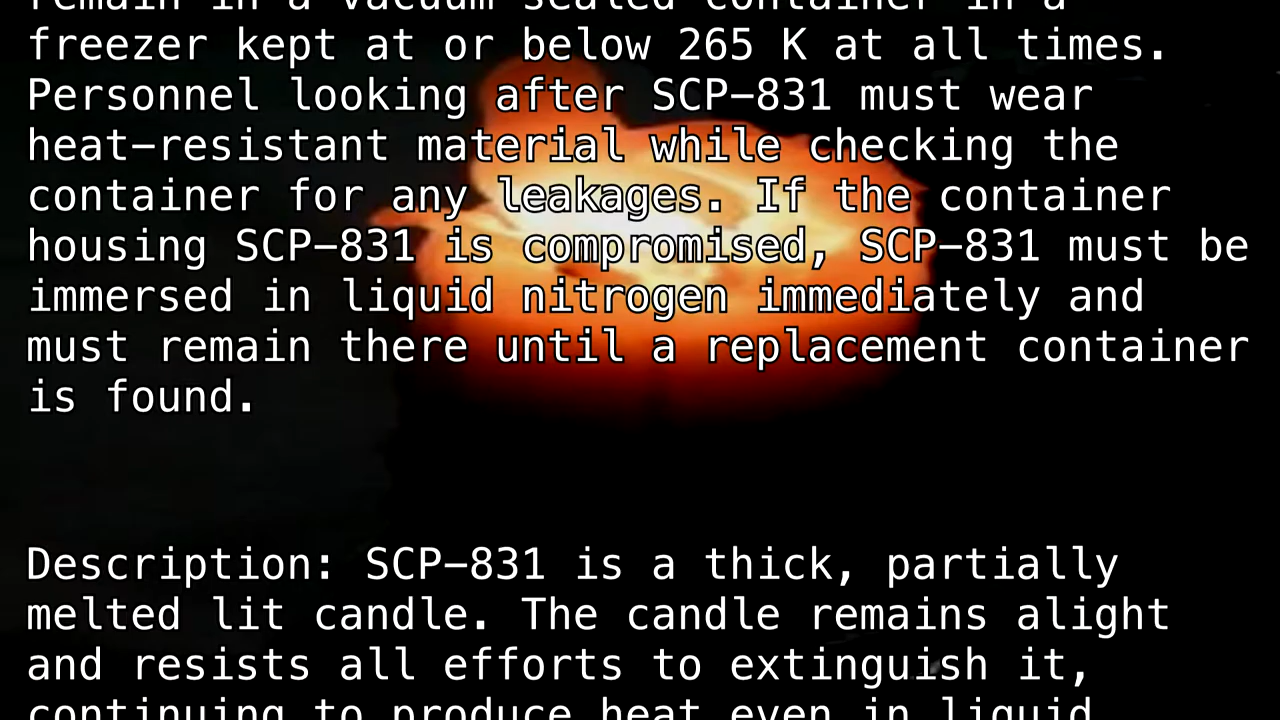 remain in a vacuum sealed container in a
freezer kept at or below 265 K at all times.
Personnel looking after SCP-831 must wear
heat-resistant material while checking the
container for any leakages. If the container
housing SCP-831 is compromised, SCP-831 must be
immersed in liquid nitrogen immediately and
must remain there until a replacement container
is found.
Description: SCP-831 is a thick, partially
melted lit candle. The candle remains alight
and resists all efforts to extinguish it,
continuing to produce heat even in liquid